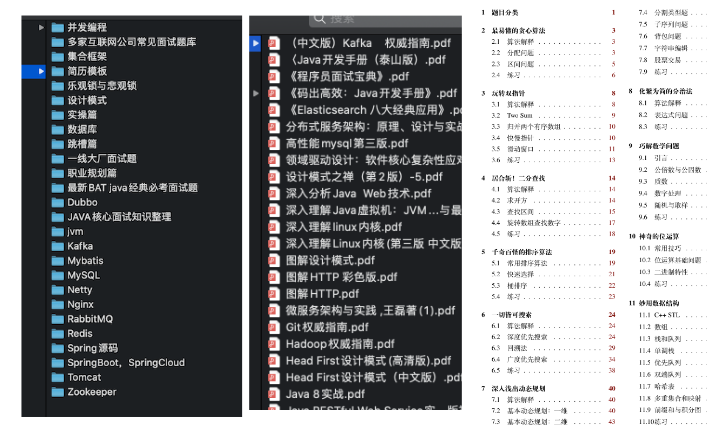 并发编程
多家互联网公司常见面试题库
集合框架
简历模板
乐观锁与悲观锁
设计模式
实操篇
数据库
跳槽篇
一线大厂面试题
职业规划篇
最新BAT java经典必考面试题
Dubbo
JAVA核心面试知识整理
jvm
Kafka
Mybatis
MySQL
Netty
Nginx
RabbitMQ
Redis
Spring源码
SpringBoot、SpringCloud
Tomcat
Zookeeper
搜索
（中文版）Kafka 权威指南.pdf
《Java开发手册（泰山版）.pdf
《程序员面试宝典》.pdf
《码出高效：Java开发手册》.pdf
《Elasticsearch 八大经典应用》.pd
分布式服务架构：原理、设计与实战
高性能mysql第三版.pdf
领域驱动设计：软件核心复杂性应对
设计模式之禅（第2版）-5.pdf
深入分析Java Web技术.pdf
深入理解Java虚拟机：JVM...与最
深入理解linux内核.pdf
深入理解Linux内核(第三版 中文版
图解设计模式.pdf
图解HTTP 彩色版.pdf
图解HTTP.pdf
微服务架构与实践 ,王磊著(1).pdf
Git权威指南.pdf
Hadoop权威指南.pdf
Head First设计模式(高清版).pdf
Head First设计模式（中文版）.pdf
Java 8实战.pdf
1 题目分类 1
2 最易懂的贪心算法 3
2.1 算法解释 3
2.2 分配问题 3
2.3 区间问题 5
2.4 练习 6
3 玩转双指针 8
3.1 算法解释 8
3.2 Two Sum 9
3.3 归并两个有序数组 10
3.4 快慢指针 10
3.5 滑动窗口 11
3.6 练习 13
4 居合斩！二分查找 14
4.1 算法解释 14
4.2 求开方 14
4.3 查找区间 15
4.4 旋转数组查找数字 17
4.5 练习 18
5 千奇百怪的排序算法 19
5.1 常用排序算法 19
5.2 快速选择 21
5.3 桶排序 22
5.4 练习 23
6 一切皆可搜索 24
6.1 算法解释 24
6.2 深度优先搜索 24
6.3 回溯法 29
6.4 广度优先搜索 34
6.5 练习 38
7 深入浅出动态规划 40
7.1 算法解释 40
7.2 基本动态规划：一维 40
7.3 基本动态规划：二维 43
7.4 分割类型题
7.5 子序列问题
7.6 背包问题
7.7 字符串编辑
7.8 股票交易
7.9 练习
8 化繁为简的分治法
8.1 算法解释
8.2 表达式问题
8.3 练习
9 巧解数学问题
9.1 引言
9.2 公倍数与公因数
9.3 质数
9.4 数字处理
9.5 随机与取样
9.6 练习
10 神奇的位运算
10.1 常用技巧
10.2 位运算基础问题
10.3 二进制特性
10.4 练习
11 妙用数据结构
11.1 C++ STL
11.2 数组
11.3 栈和队列
11.4 单调栈
11.5 优先队列
11.6 双端队列
11.7 哈希表
11.8 多重集合和映射
11.9 前缀和与积分图
11.10练习